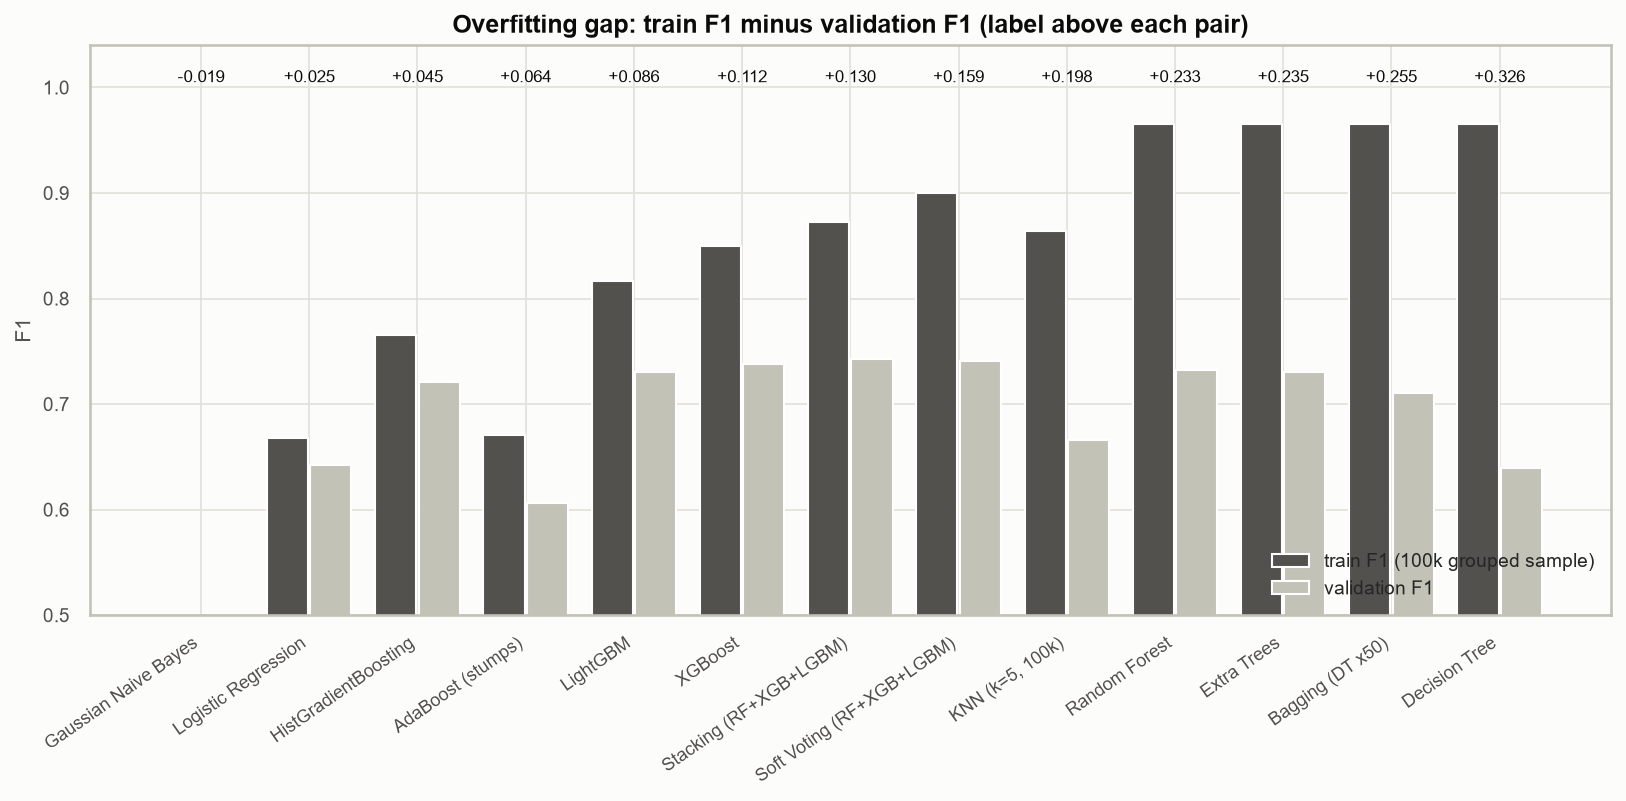 Overfitting gap: train F1 minus validation F1 (label above each pair)
-0.019 +0.025 +0.045 +0.064 +0.086 +0.112 +0.130 +0.159 +0.198 +0.233 +0.235 +0.255 +0.326
1.0
0.9
0.8
0.7
0.6
0.5
F1
train F1 (100k grouped sample)
validation F1
Gaussian Naive Bayes
Logistic Regression
HistGradientBoosting
AdaBoost (stumps)
LightGBM
XGBoost
Stacking (RF+XGB+LGBM)
Soft Voting (RF+XGB+LGBM)
KNN (k=5, 100k)
Random Forest
Extra Trees
Bagging (DT x50)
Decision Tree